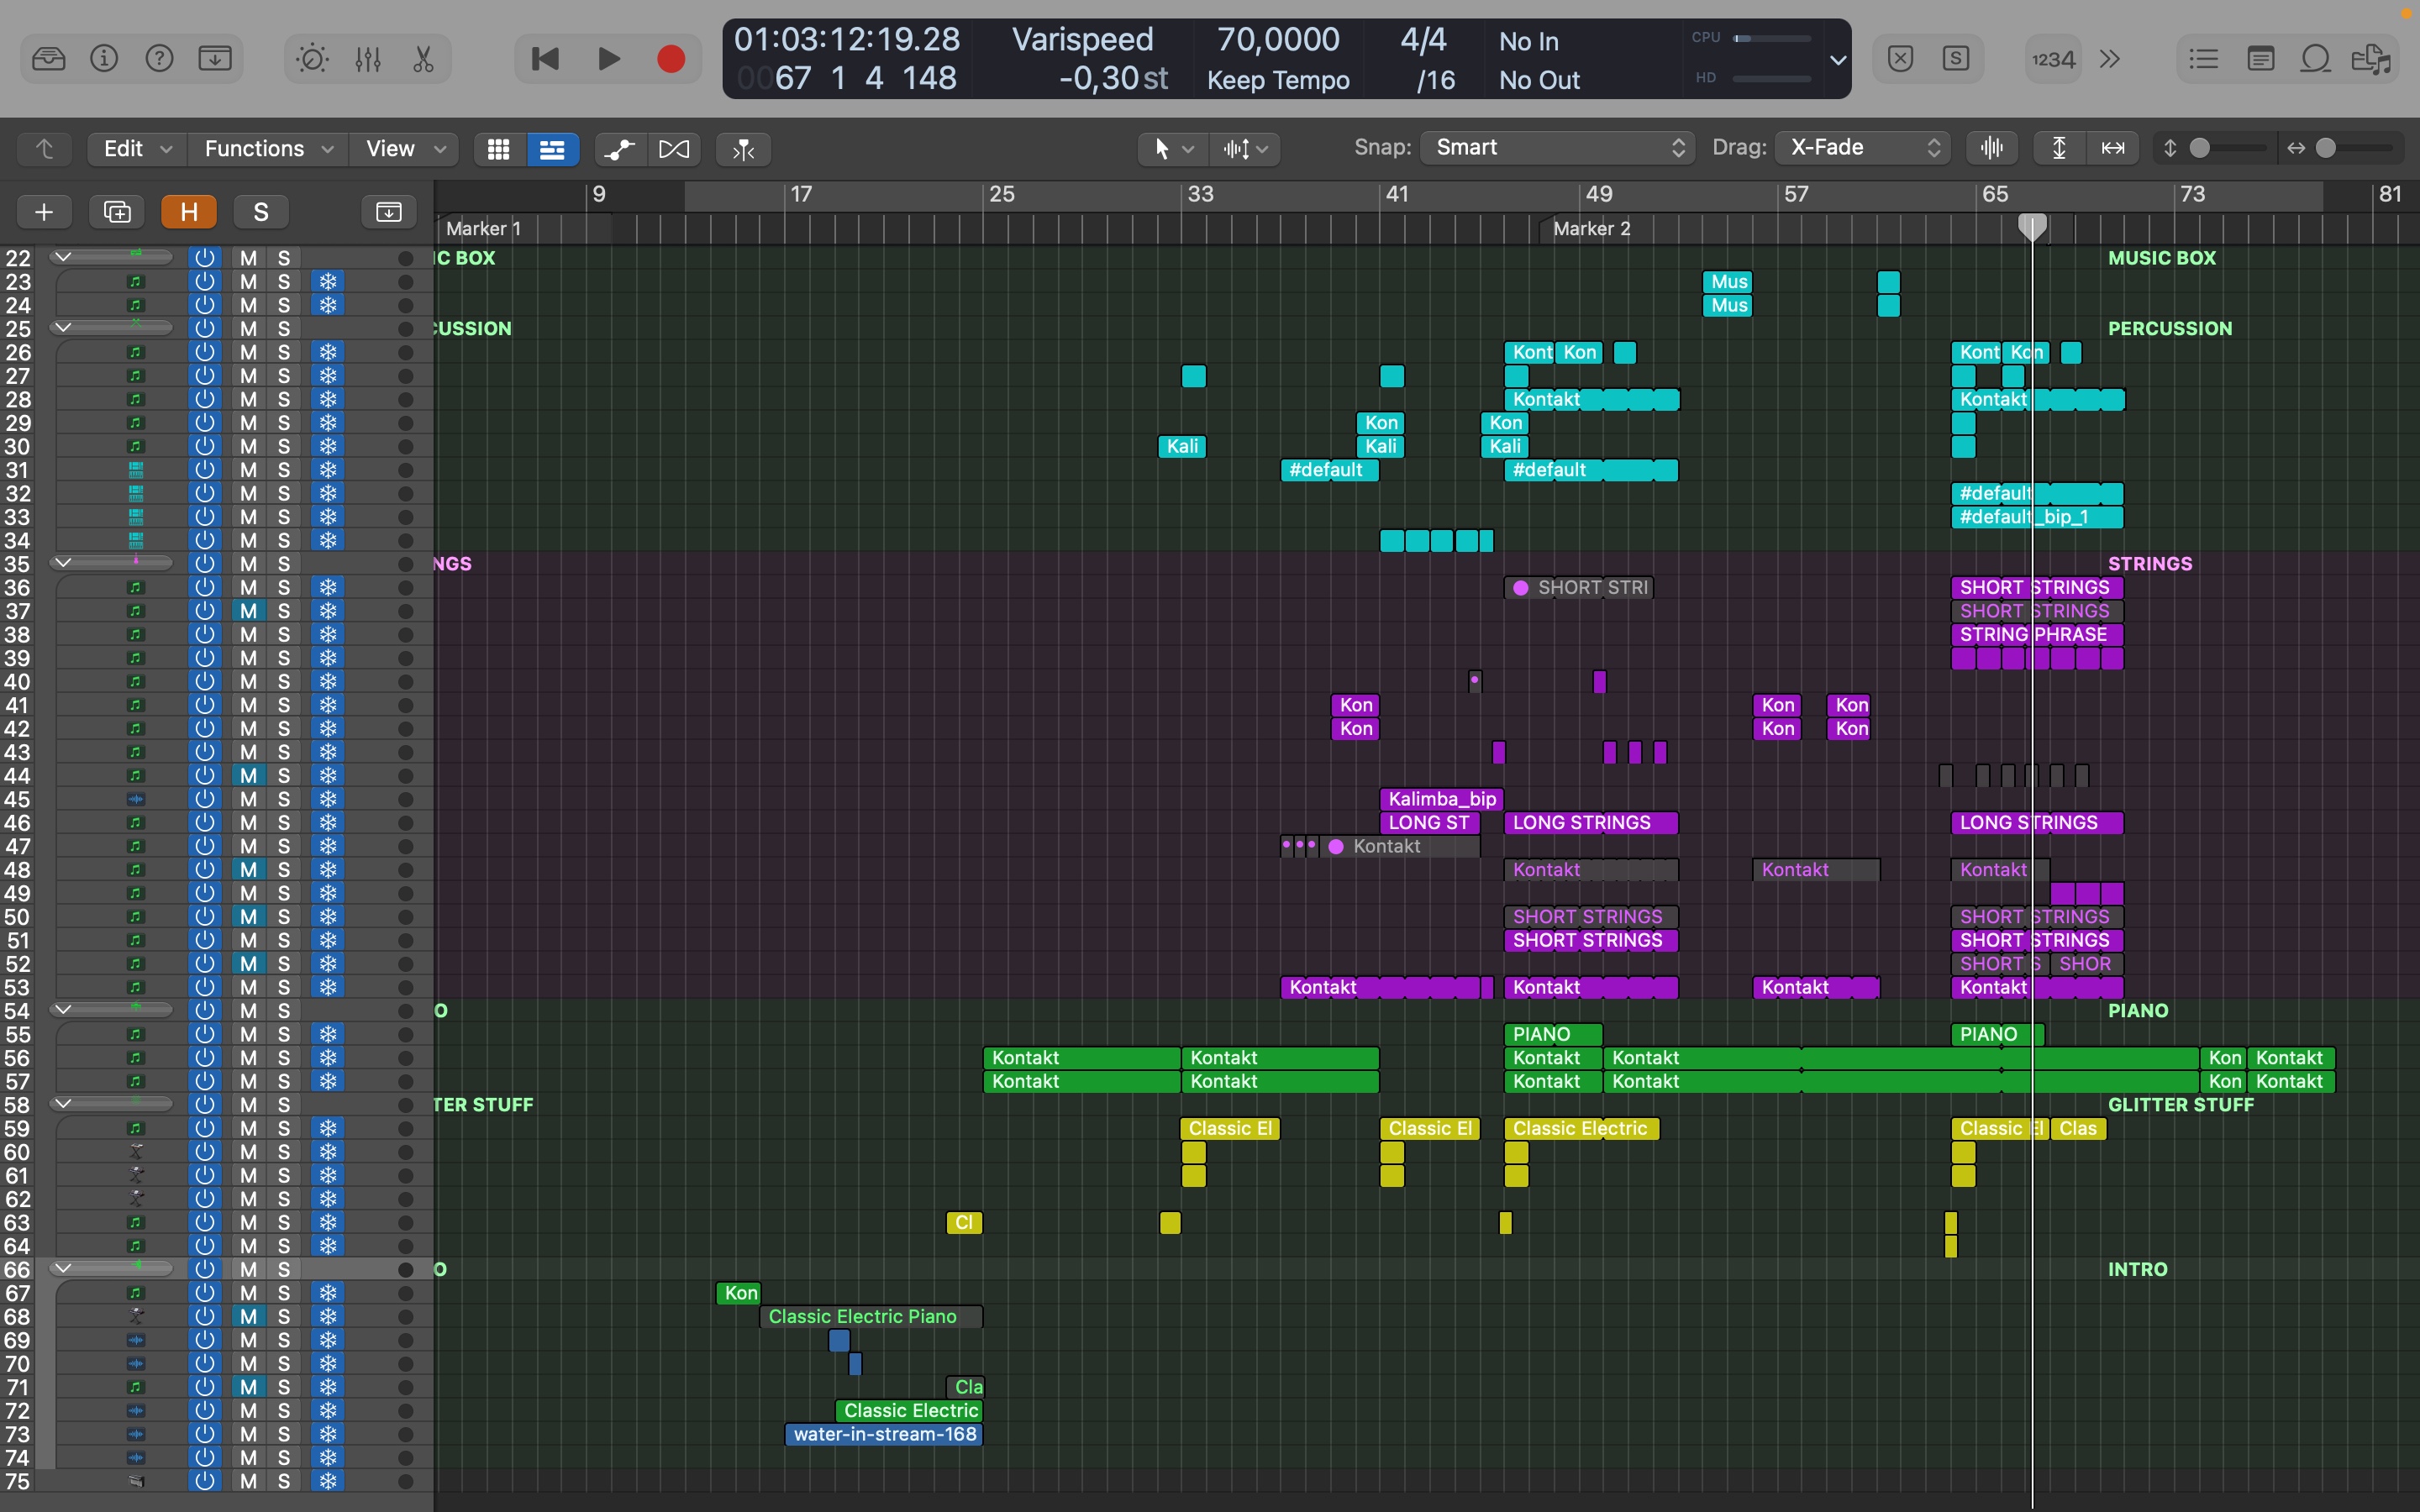 01:03:12:19.28 Varispeed 70,0000 4/4 No In CPU
0067 1 4 148 -0,30 st Keep Tempo /16 No Out HD
S 1234
Edit Functions View Snap: Smart Drag: X-Fade
H S 9 17 25 33 41 49 57 65 73 81
Marker 1 Marker 2
22 M S IC BOX MUSIC BOX
23 M S Mus
24 M S Mus
25 M S CUSSION PERCUSSION
26 M S Kont Kon Kont Kon
27 M S
28 M S Kontakt Kontakt
29 M S Kon Kon
30 M S Kali Kali Kali
31 M S #default #default
32 M S #default
33 M S #default_bip_1
34 M S
35 M S NGS STRINGS
36 M S SHORT STRI SHORT STRINGS
37 M S SHORT STRINGS
38 M S STRING PHRASE
39 M S
40 M S
41 M S Kon Kon Kon
42 M S Kon Kon Kon
43 M S
44 M S
45 M S Kalimba_bip
46 M S LONG ST LONG STRINGS LONG STRINGS
47 M S Kontakt
48 M S Kontakt Kontakt Kontakt
49 M S
50 M S SHORT STRINGS SHORT STRINGS
51 M S SHORT STRINGS SHORT STRINGS
52 M S SHORT S SHOR
53 M S Kontakt Kontakt Kontakt Kontakt
54 M S O PIANO
55 M S PIANO PIANO
56 M S Kontakt Kontakt Kontakt Kontakt Kon Kontakt
57 M S Kontakt Kontakt Kontakt Kontakt Kon Kontakt
58 M S TER STUFF GLITTER STUFF
59 M S Classic El Classic El Classic Electric Classic El Clas
60 M S
61 M S
62 M S
63 M S Cl
64 M S
66 M S O INTRO
67 M S Kon
68 M S Classic Electric Piano
69 M S
70 M S
71 M S Cla
72 M S Classic Electric
73 M S water-in-stream-168
74 M S
75 M S